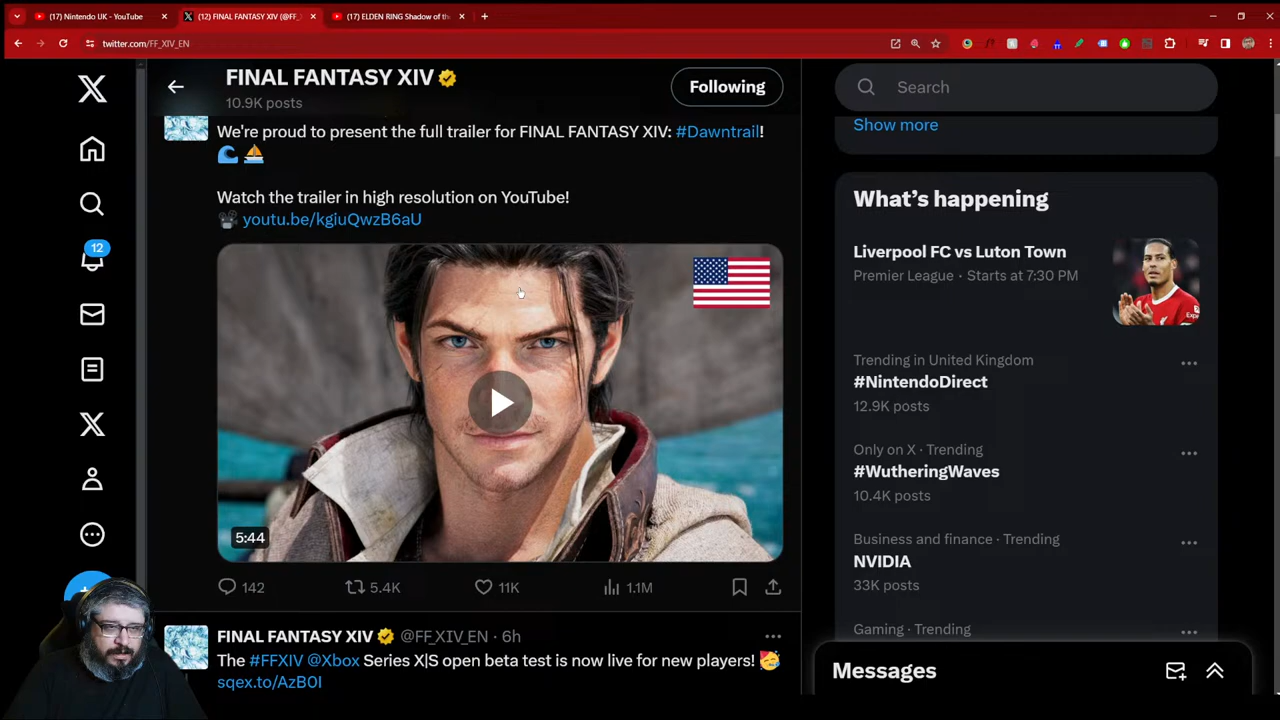 (17) Nintendo UK - YouTube
(12) FINAL FANTASY XIV (@FF_
(17) ELDEN RING Shadow of th
twitter.com/FF_XIV_EN
FINAL FANTASY XIV
10.9K posts
Following
We're proud to present the full trailer for FINAL FANTASY XIV: #Dawntrail!
🌊 ⛵
Watch the trailer in high resolution on YouTube!
🎥 youtu.be/kgiuQwzB6aU
5:44
142
5.4K
11K
1.1M
FINAL FANTASY XIV @FF_XIV_EN · 6h
The #FFXIV @Xbox Series X|S open beta test is now live for new players! 🥳
sqex.to/AzB0I
12
Search
Show more
What's happening
Liverpool FC vs Luton Town
Premier League · Starts at 7:30 PM
Trending in United Kingdom
#NintendoDirect
12.9K posts
Only on X · Trending
#WutheringWaves
10.4K posts
Business and finance · Trending
NVIDIA
33K posts
Gaming · Trending
Messages